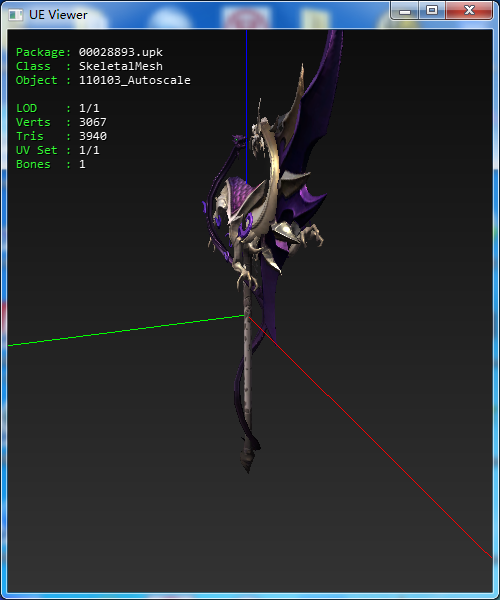 UE Viewer
Package: 00028893.upk
Class : SkeletalMesh
Object : 110103_Autoscale
LOD : 1/1
Verts : 3067
Tris : 3940
UV Set : 1/1
Bones : 1